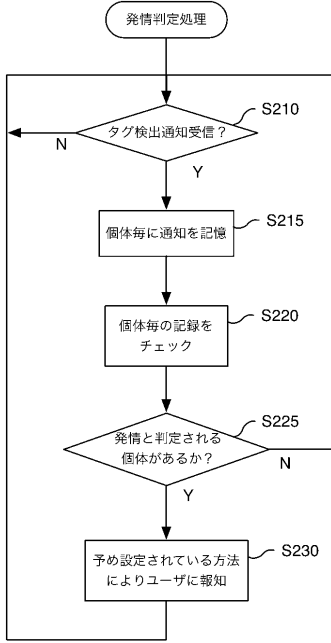 発情判定処理
S210
タグ検出通知受信？
N
Y
S215
個体毎に通知を記憶
S220
個体毎の記録を
チェック
S225
発情と判定される
個体があるか？
N
Y
S230
予め設定されている方法
によりユーザに報知